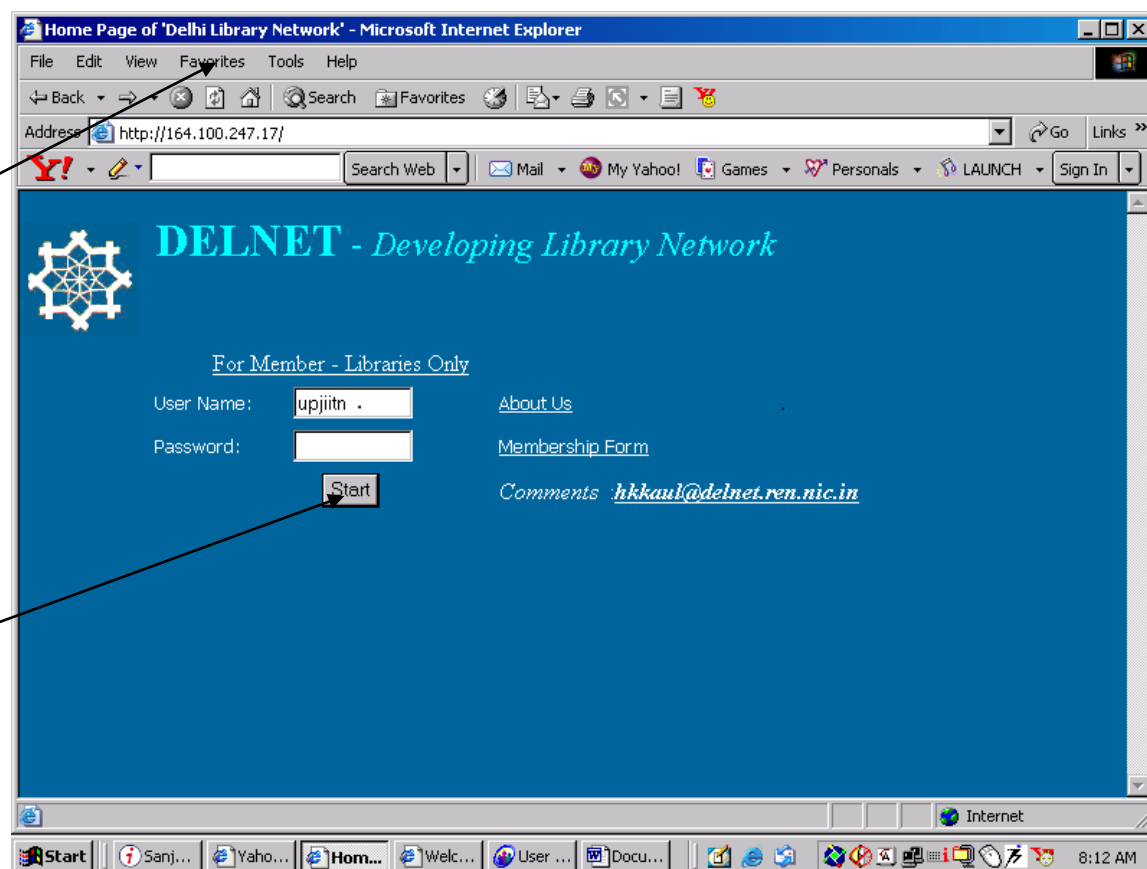 Home Page of 'Delhi Library Network' - Microsoft Internet Explorer
File Edit View Favorites Tools Help
Back Search Favorites
Address http://164.100.247.17/ Go Links »
Y! Search Web Mail My Yahoo! Games Personals LAUNCH Sign In
DELNET - Developing Library Network
For Member - Libraries Only
User Name: upjiitn . About Us
Password: Membership Form
Start Comments :hkkaul@delnet.ren.nic.in
Internet
Start Sanj... Yaho... Hom... Welc... User ... Docu... 8:12 AM